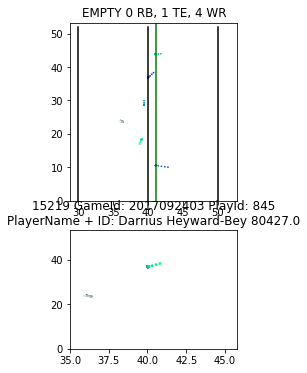 EMPTY 0 RB, 1 TE, 4 WR
50
40
30
20
10
0
30 35 40 45 50
15219 GameId: 2017092403 PlayId: 845
PlayerName + ID: Darrius Heyward-Bey 80427.0
40
20
0
35.0 37.5 40.0 42.5 45.0